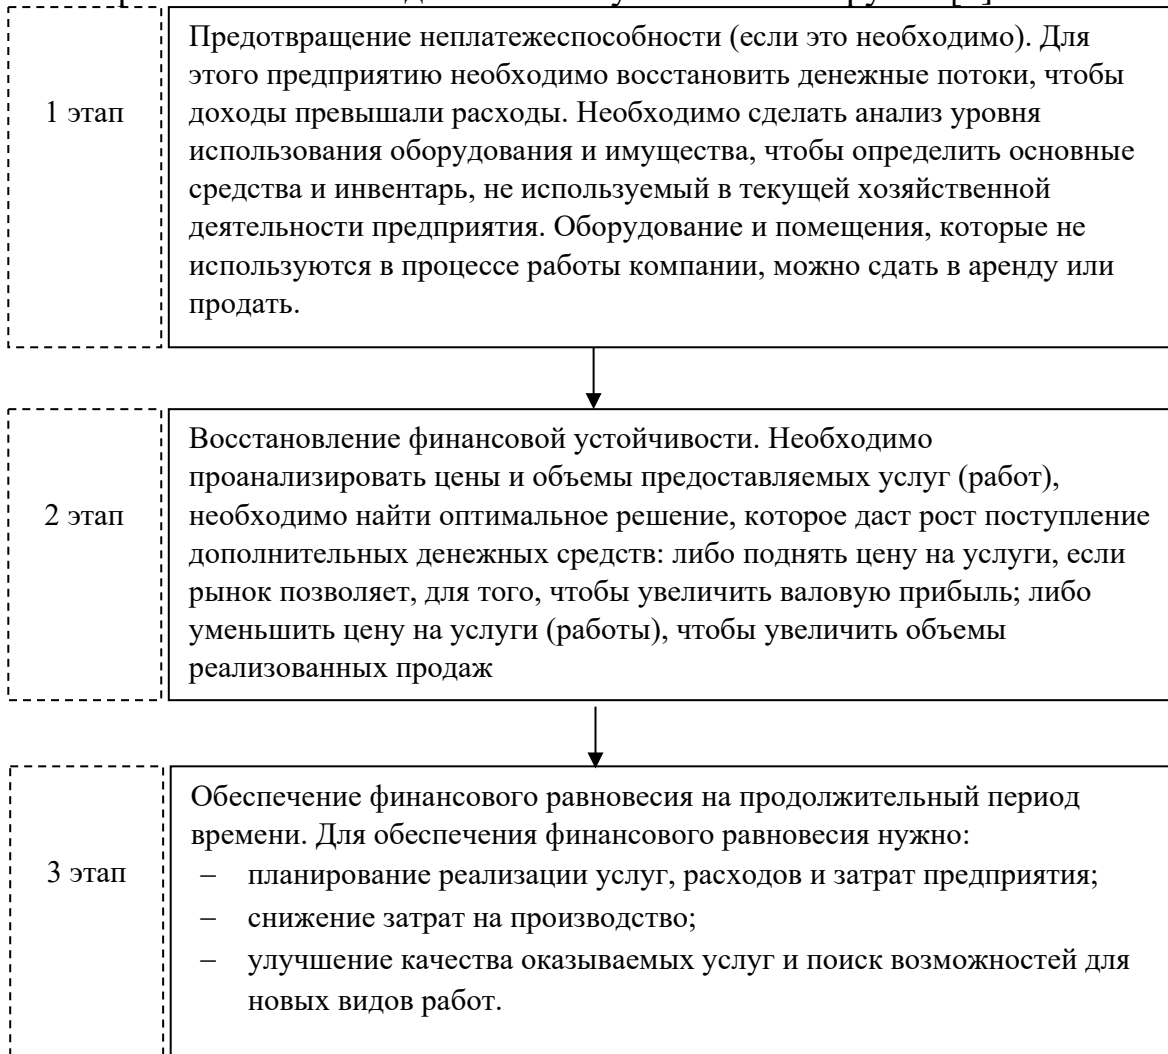 1 этап
Предотвращение неплатежеспособности (если это необходимо). Для
этого предприятию необходимо восстановить денежные потоки, чтобы
доходы превышали расходы. Необходимо сделать анализ уровня
использования оборудования и имущества, чтобы определить основные
средства и инвентарь, не используемый в текущей хозяйственной
деятельности предприятия. Оборудование и помещения, которые не
используются в процессе работы компании, можно сдать в аренду или
продать.
2 этап
Восстановление финансовой устойчивости. Необходимо
проанализировать цены и объемы предоставляемых услуг (работ),
необходимо найти оптимальное решение, которое даст рост поступление
дополнительных денежных средств: либо поднять цену на услуги, если
рынок позволяет, для того, чтобы увеличить валовую прибыль; либо
уменьшить цену на услуги (работы), чтобы увеличить объемы
реализованных продаж
3 этап
Обеспечение финансового равновесия на продолжительный период
времени. Для обеспечения финансового равновесия нужно:
– планирование реализации услуг, расходов и затрат предприятия;
– снижение затрат на производство;
– улучшение качества оказываемых услуг и поиск возможностей для
новых видов работ.